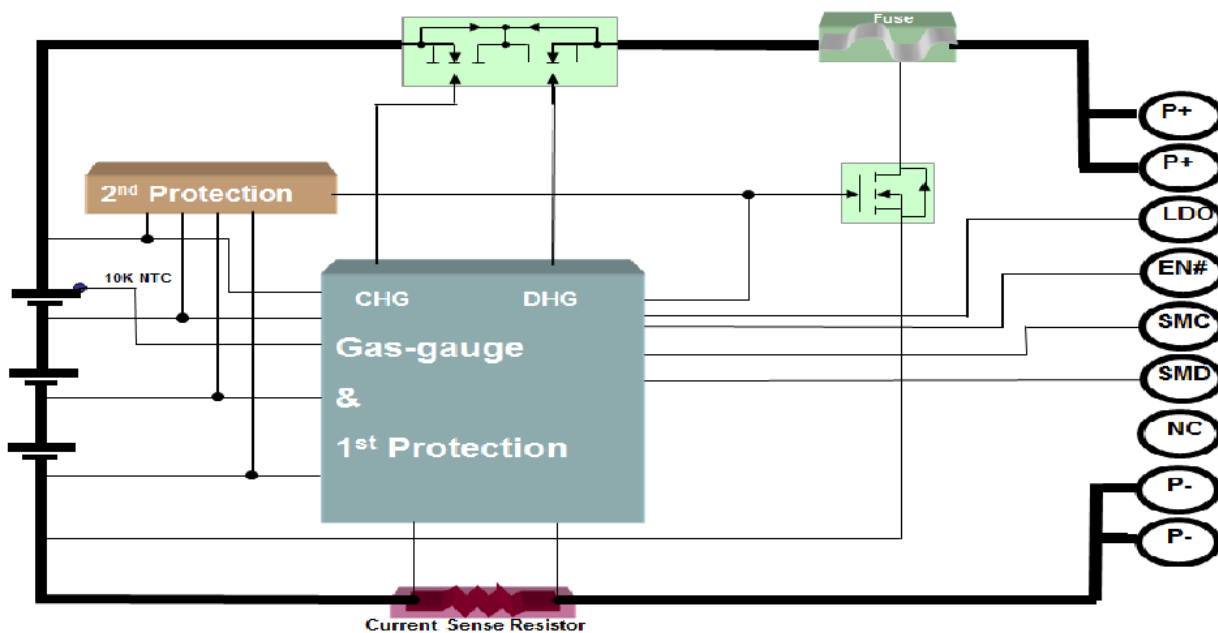 Fuse
P+
P+
2nd Protection
LDO
10K NTC
EN#
CHG DHG
SMC
Gas-gauge
SMD
&
NC
1st Protection
P-
P-
Current Sense Resistor